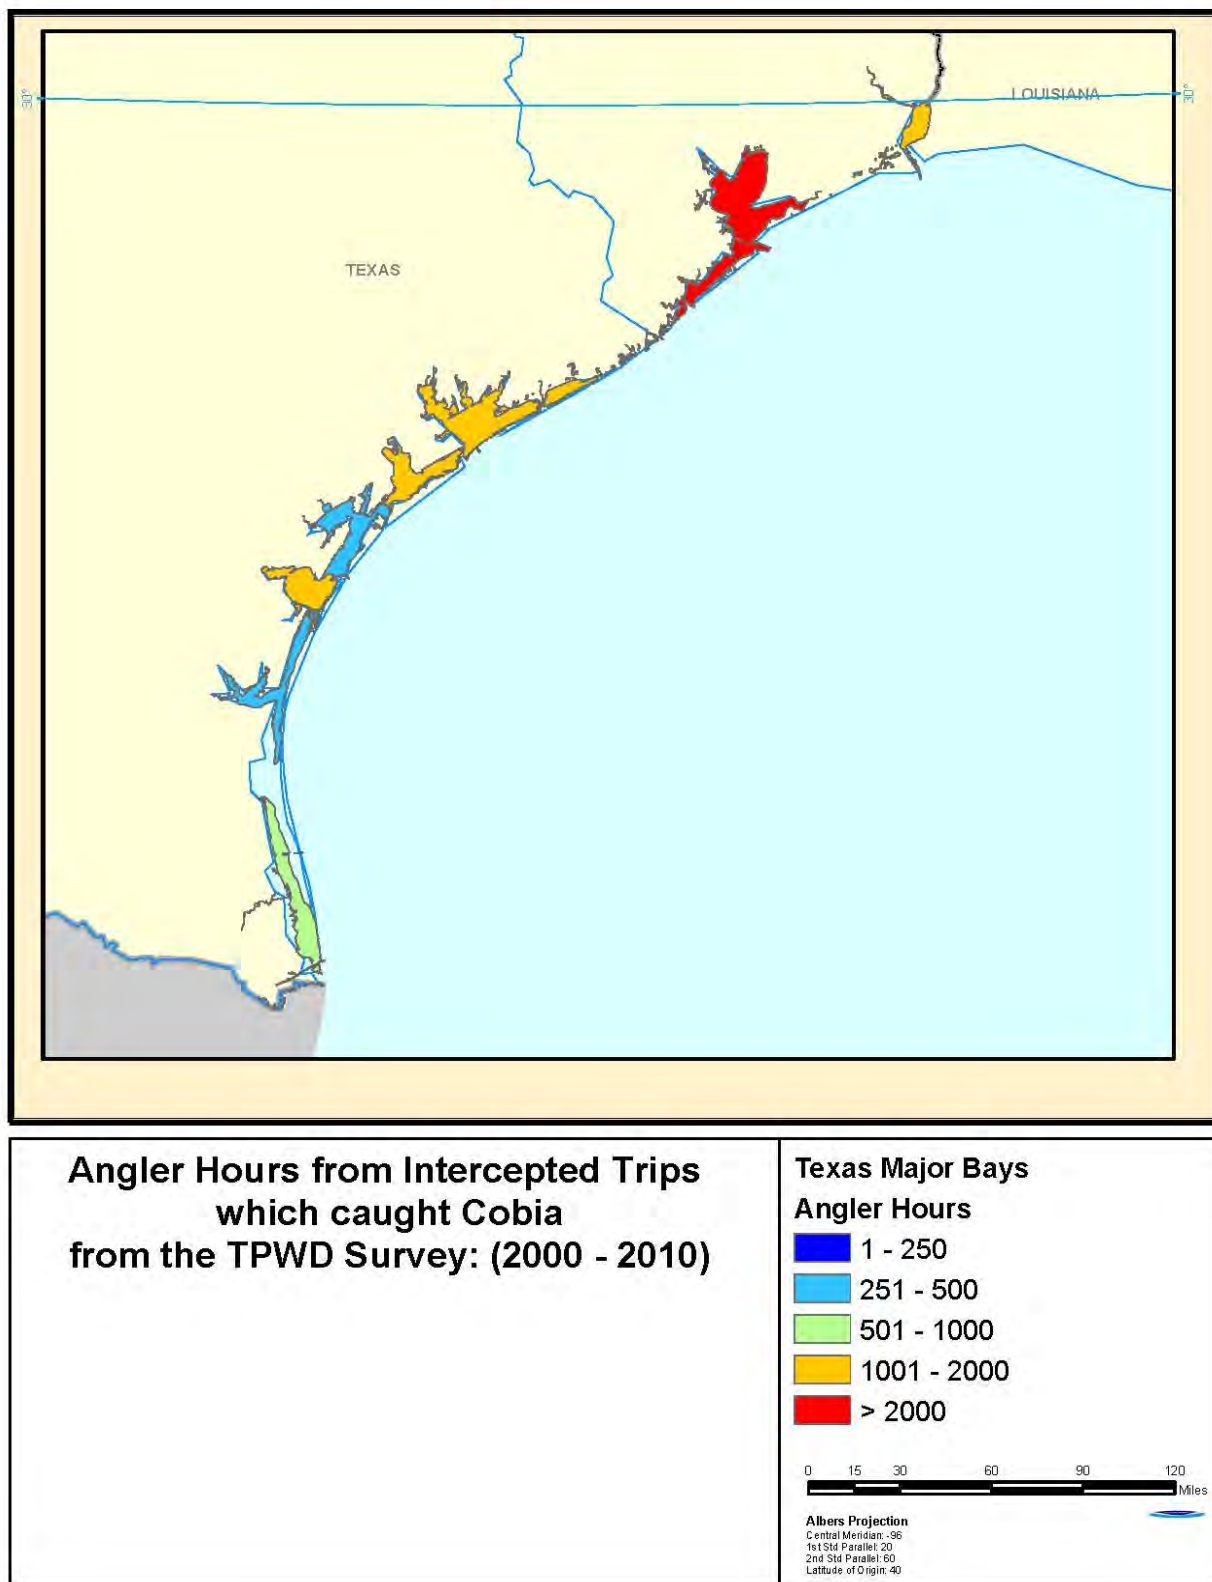 30°
LOUISIANA
30°
TEXAS
Angler Hours from Intercepted Trips
which caught Cobia
from the TPWD Survey: (2000 - 2010)
Texas Major Bays
Angler Hours
1 - 250
251 - 500
501 - 1000
1001 - 2000
> 2000
0 15 30 60 90 120
Miles
Albers Projection
Central Meridian: -96
1st Std Parallel: 20
2nd Std Parallel: 60
Latitude of Origin: 40